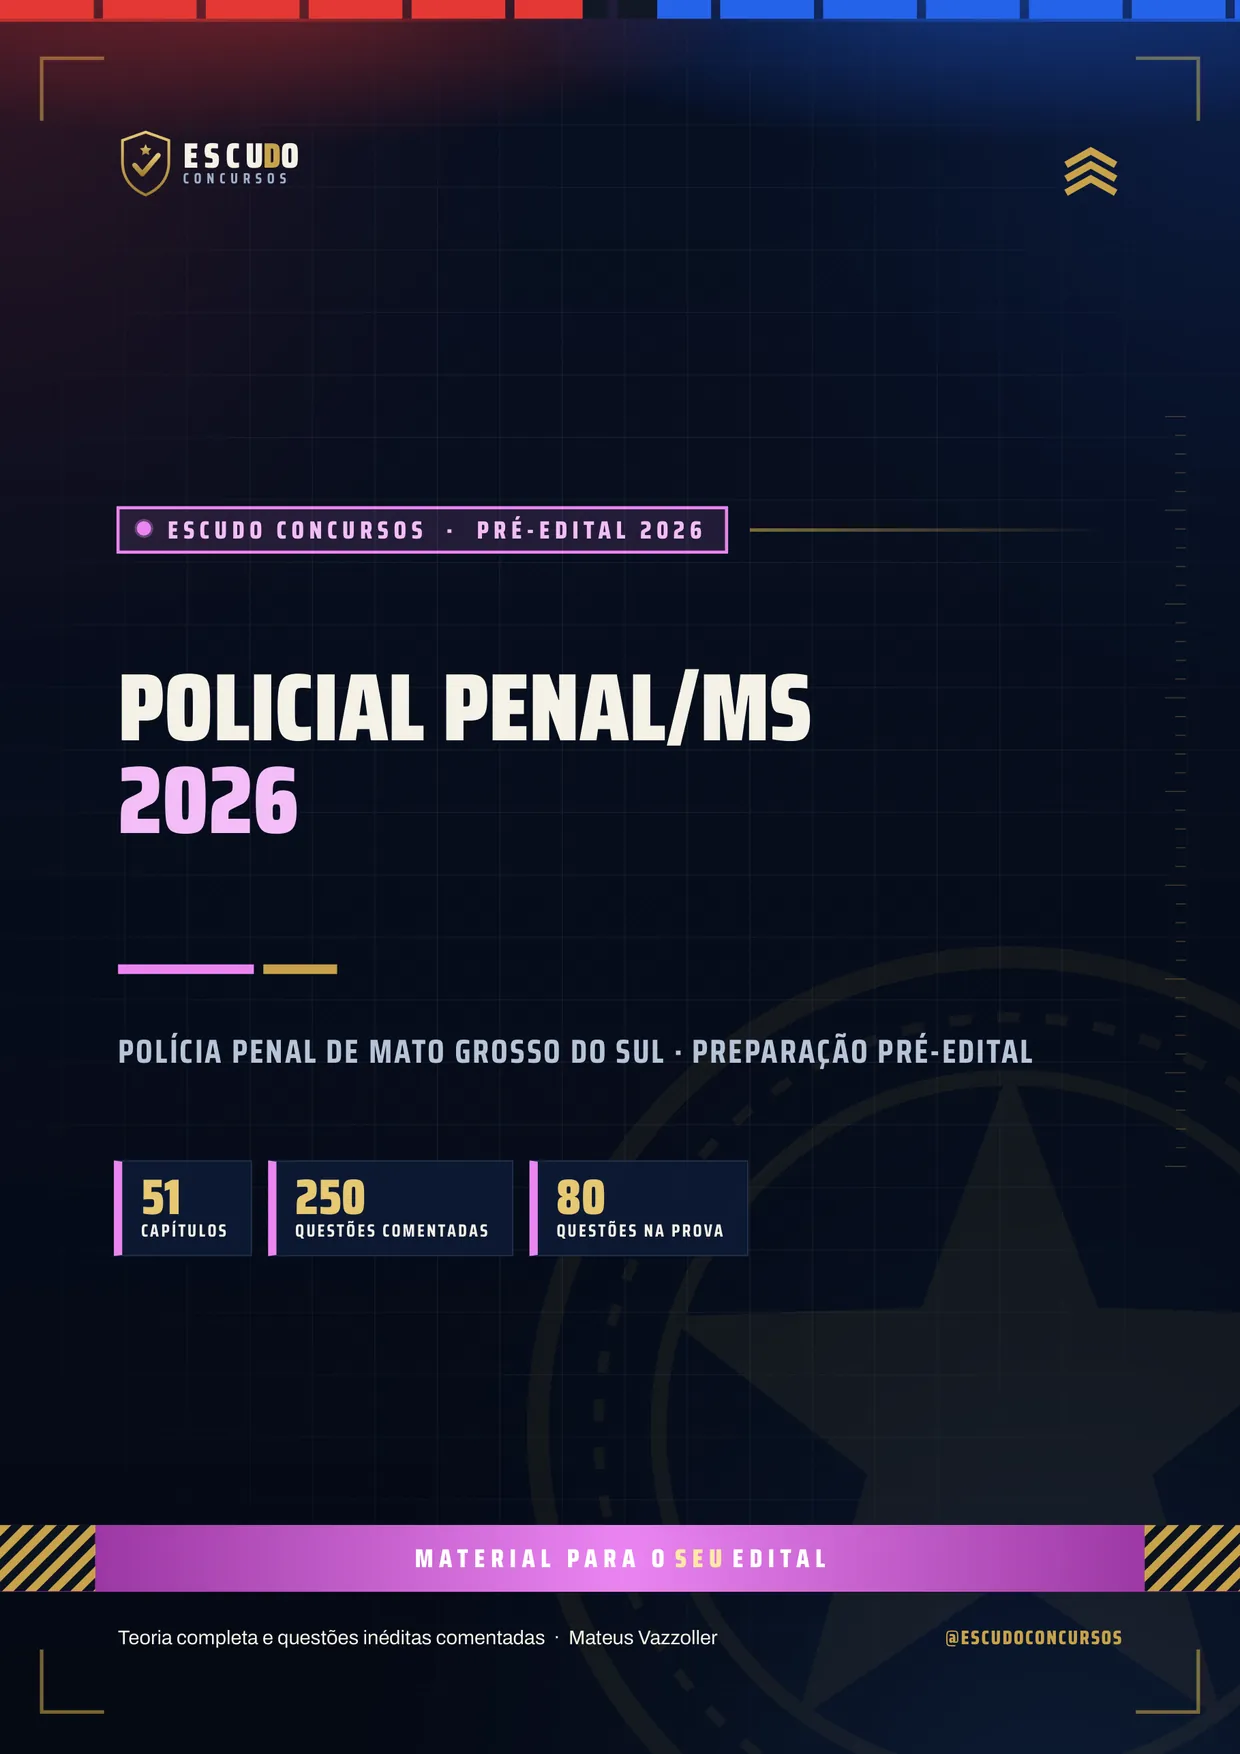 ESCUDO
CONCURSOS
ESCUDO CONCURSOS · PRÉ-EDITAL 2026
POLICIAL PENAL/MS
2026
POLÍCIA PENAL DE MATO GROSSO DO SUL · PREPARAÇÃO PRÉ-EDITAL
51
CAPÍTULOS
250
QUESTÕES COMENTADAS
80
QUESTÕES NA PROVA
MATERIAL PARA O SEU EDITAL
Teoria completa e questões inéditas comentadas · Mateus Vazzoller
@ESCUDOCONCURSOS